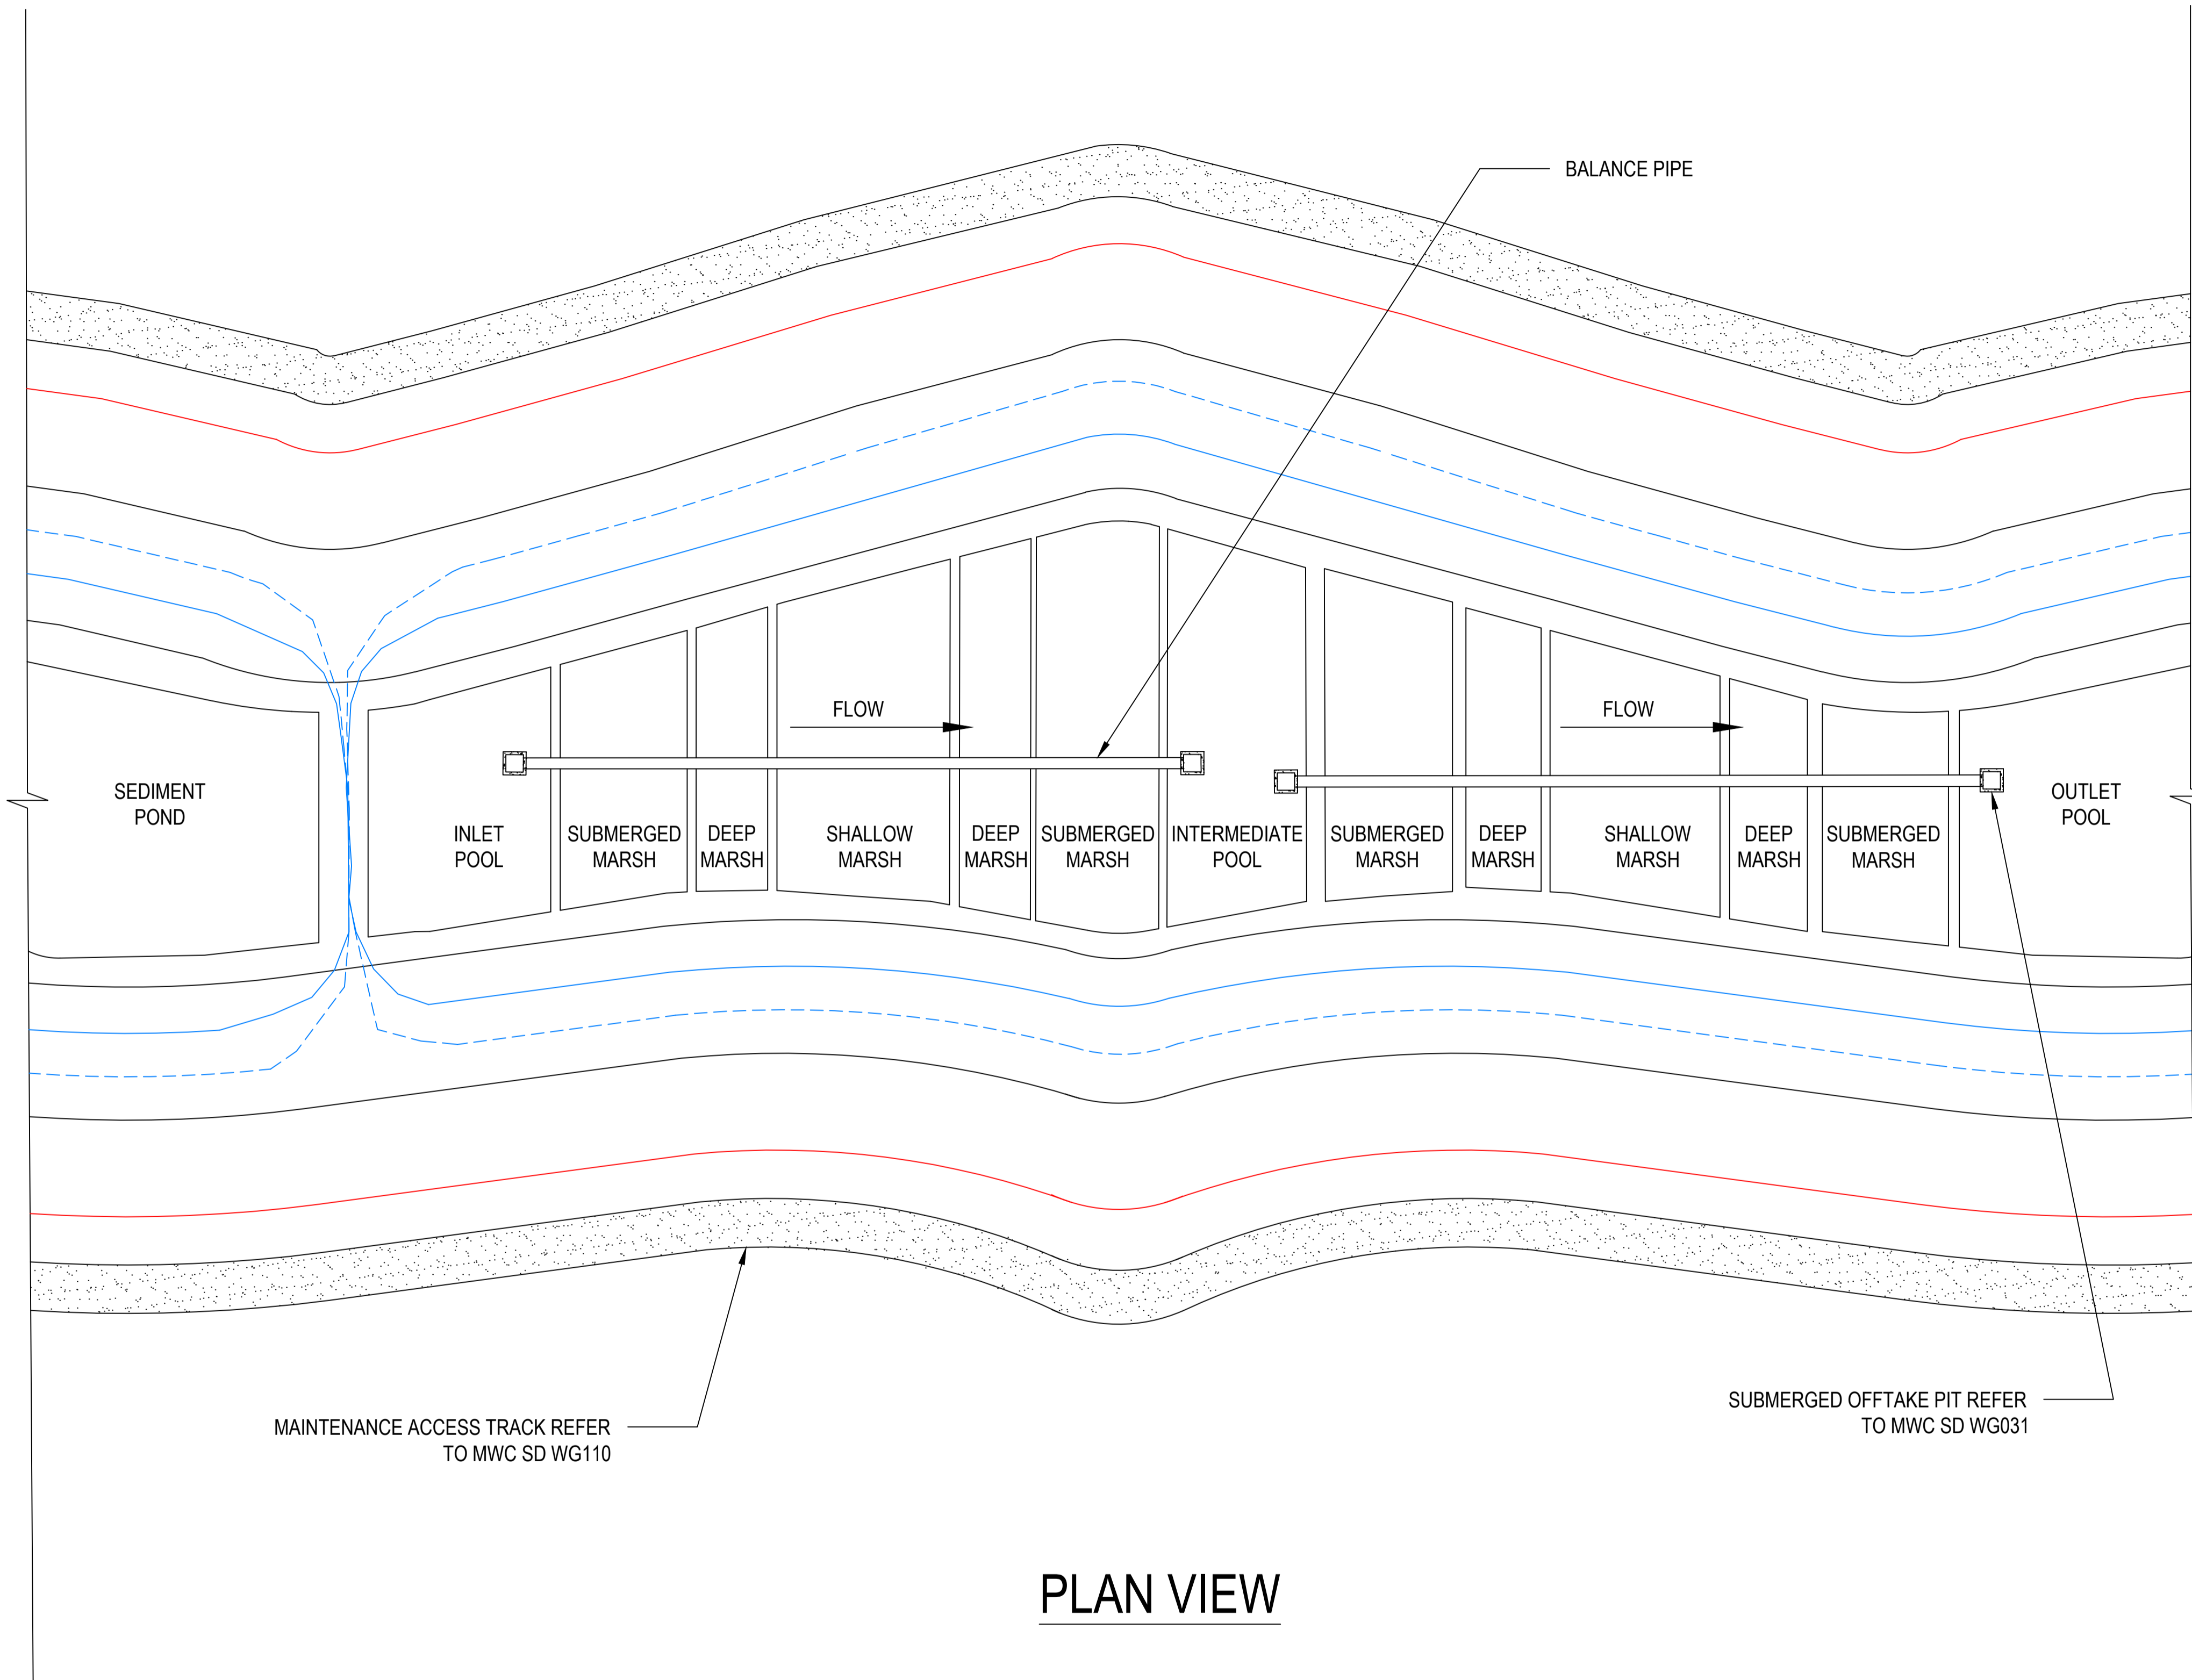 BALANCE PIPE
FLOW
FLOW
SEDIMENT
POND
INLET
POOL
SUBMERGED
MARSH
DEEP
MARSH
SHALLOW
MARSH
DEEP
MARSH
SUBMERGED
MARSH
INTERMEDIATE
POOL
SUBMERGED
MARSH
DEEP
MARSH
SHALLOW
MARSH
DEEP
MARSH
SUBMERGED
MARSH
OUTLET
POOL
MAINTENANCE ACCESS TRACK REFER
TO MWC SD WG110
SUBMERGED OFFTAKE PIT REFER
TO MWC SD WG031
PLAN VIEW